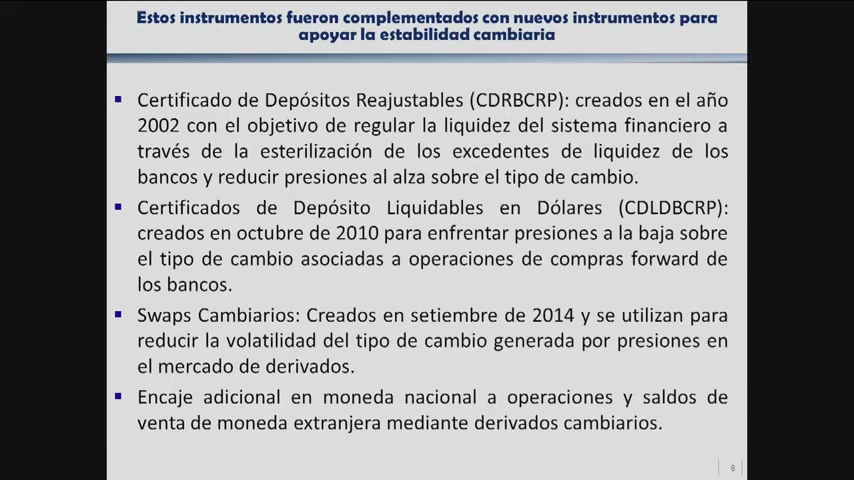 Estos instrumentos fueron complementados con nuevos instrumentos para
apoyar la estabilidad cambiaria
▪ Certificado de Depósitos Reajustables (CDRBCRP): creados en el año
2002 con el objetivo de regular la liquidez del sistema financiero a
través de la esterilización de los excedentes de liquidez de los
bancos y reducir presiones al alza sobre el tipo de cambio.
▪ Certificados de Depósito Liquidables en Dólares (CDLDBCRP):
creados en octubre de 2010 para enfrentar presiones a la baja sobre
el tipo de cambio asociadas a operaciones de compras forward de
los bancos.
▪ Swaps Cambiarios: Creados en setiembre de 2014 y se utilizan para
reducir la volatilidad del tipo de cambio generada por presiones en
el mercado de derivados.
▪ Encaje adicional en moneda nacional a operaciones y saldos de
venta de moneda extranjera mediante derivados cambiarios.
8